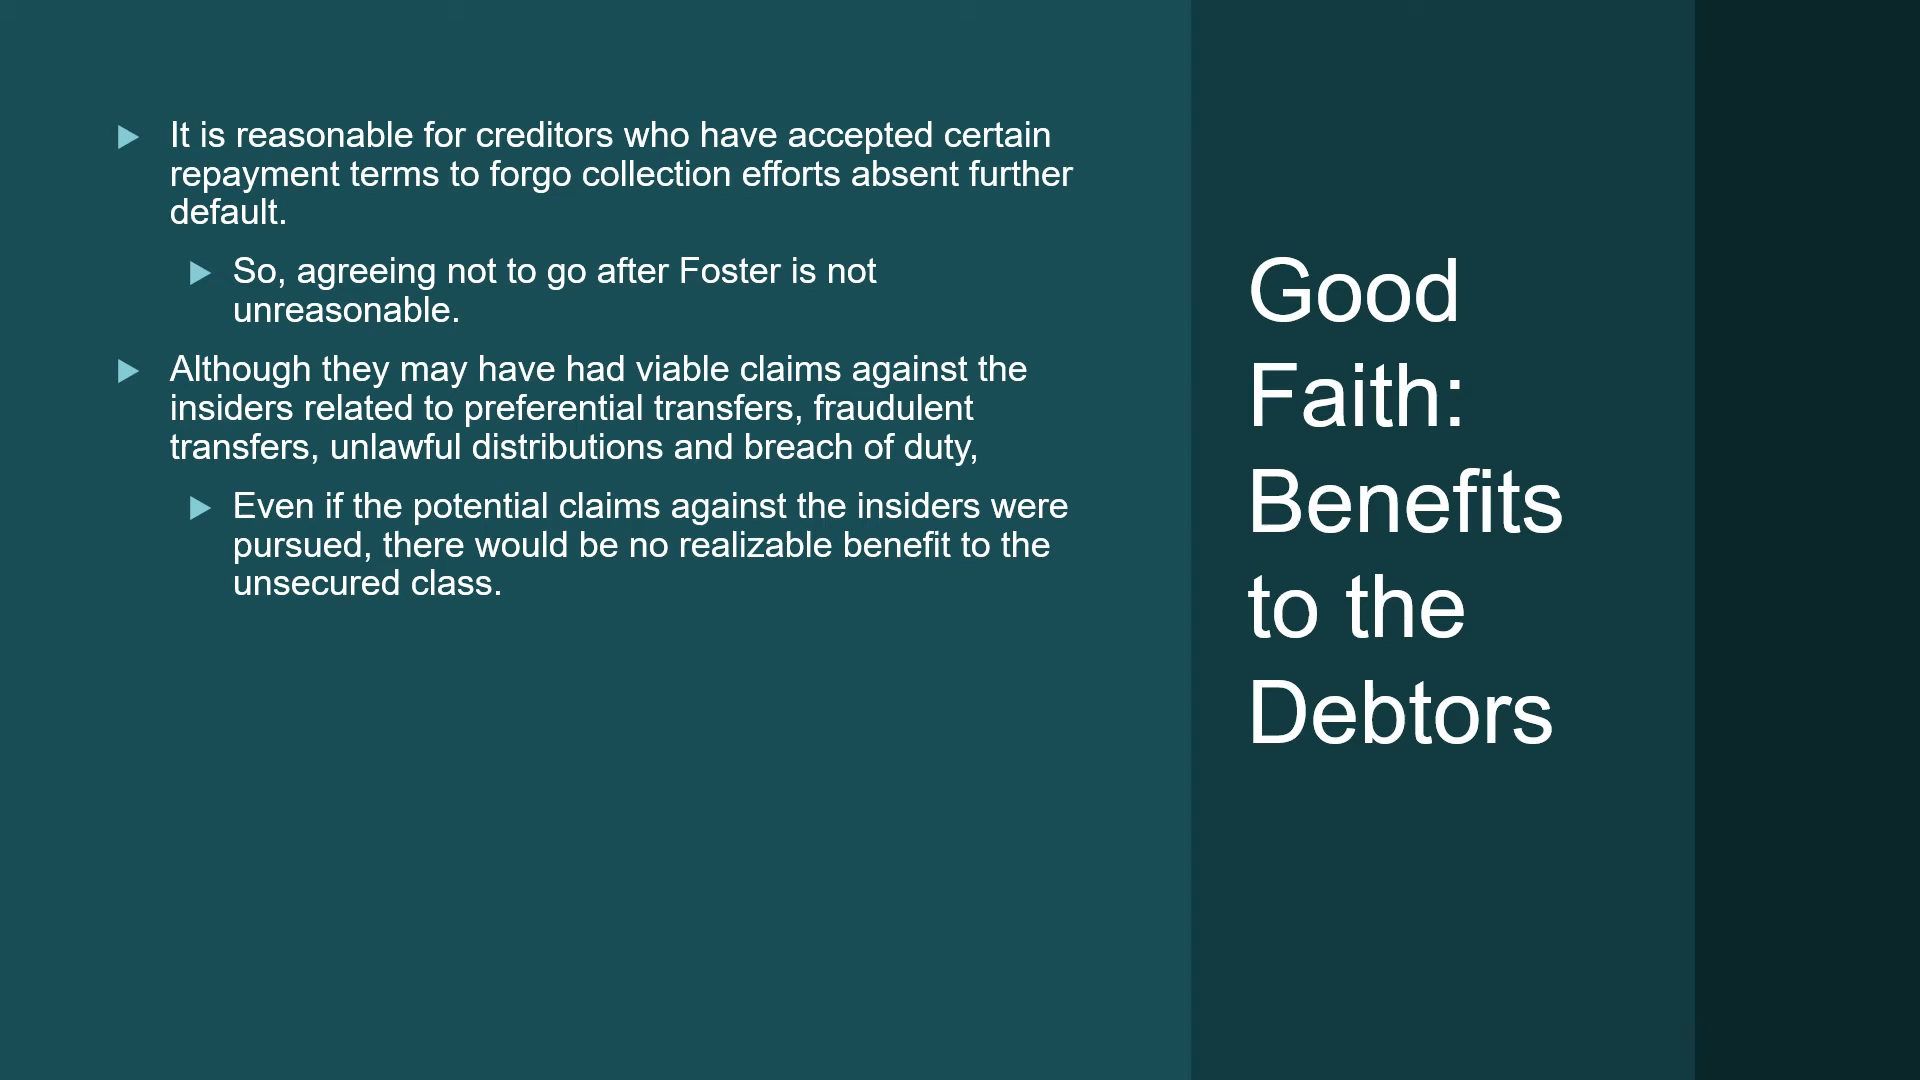 It is reasonable for creditors who have accepted certain
repayment terms to forgo collection efforts absent further
default.
So, agreeing not to go after Foster is not
unreasonable.
Although they may have had viable claims against the
insiders related to preferential transfers, fraudulent
transfers, unlawful distributions and breach of duty,
Even if the potential claims against the insiders were
pursued, there would be no realizable benefit to the
unsecured class.
Good
Faith:
Benefits
to the
Debtors